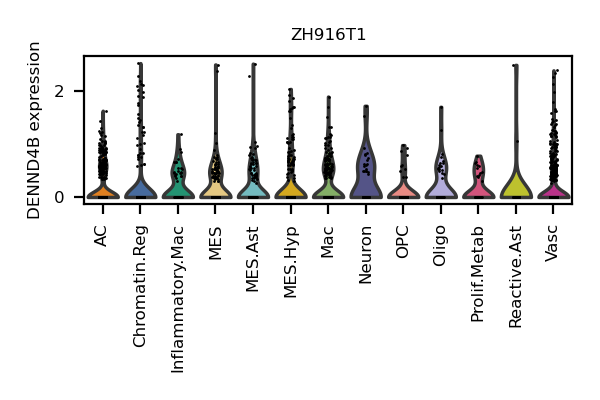 ZH916T1
DENND4B expression
2
0
AC
Chromatin.Reg
Inflammatory.Mac
MES
MES.Ast
MES.Hyp
Mac
Neuron
OPC
Oligo
Prolif.Metab
Reactive.Ast
Vasc